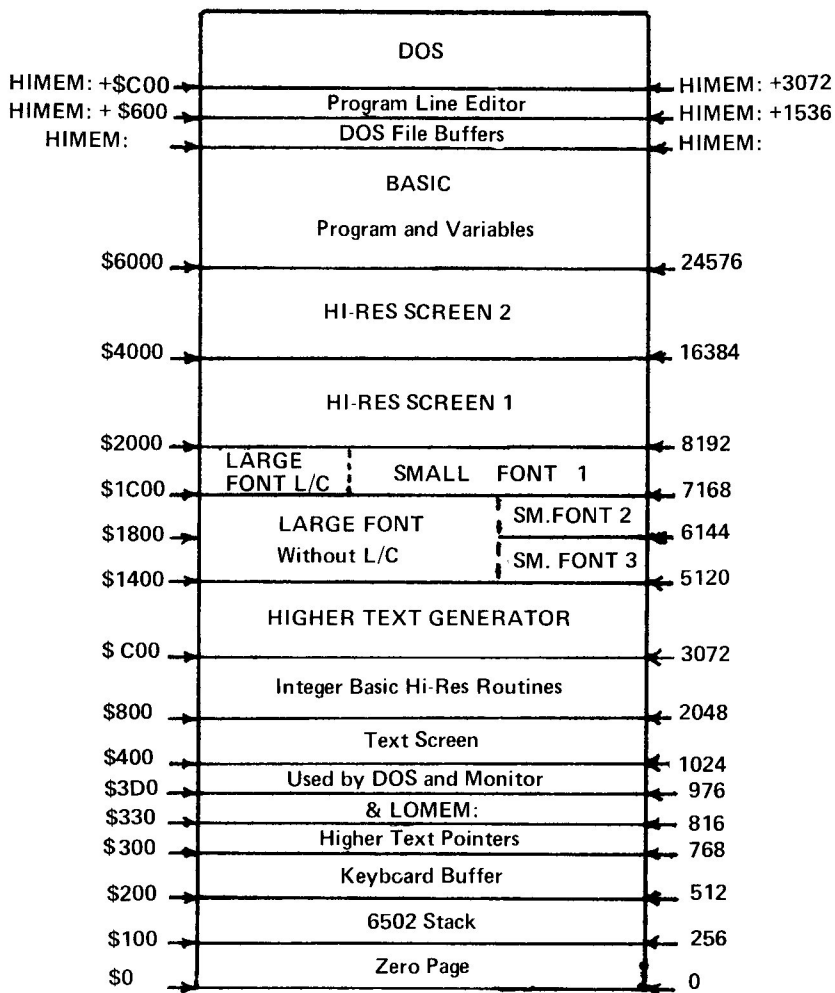 DOS
HIMEM: +$C00 HIMEM: +3072
Program Line Editor
HIMEM: + $600 HIMEM: +1536
DOS File Buffers
HIMEM: HIMEM:
BASIC
Program and Variables
$6000 24576
HI-RES SCREEN 2
$4000 16384
HI-RES SCREEN 1
$2000 8192
LARGE
FONT L/C SMALL FONT 1
$1C00 7168
LARGE FONT SM.FONT 2
$1800 6144
Without L/C SM. FONT 3
$1400 5120
HIGHER TEXT GENERATOR
$ C00 3072
Integer Basic Hi-Res Routines
$800 2048
Text Screen
$400 1024
Used by DOS and Monitor
$3D0 976
& LOMEM:
$330 816
Higher Text Pointers
$300 768
Keyboard Buffer
$200 512
6502 Stack
$100 256
Zero Page
$0 0